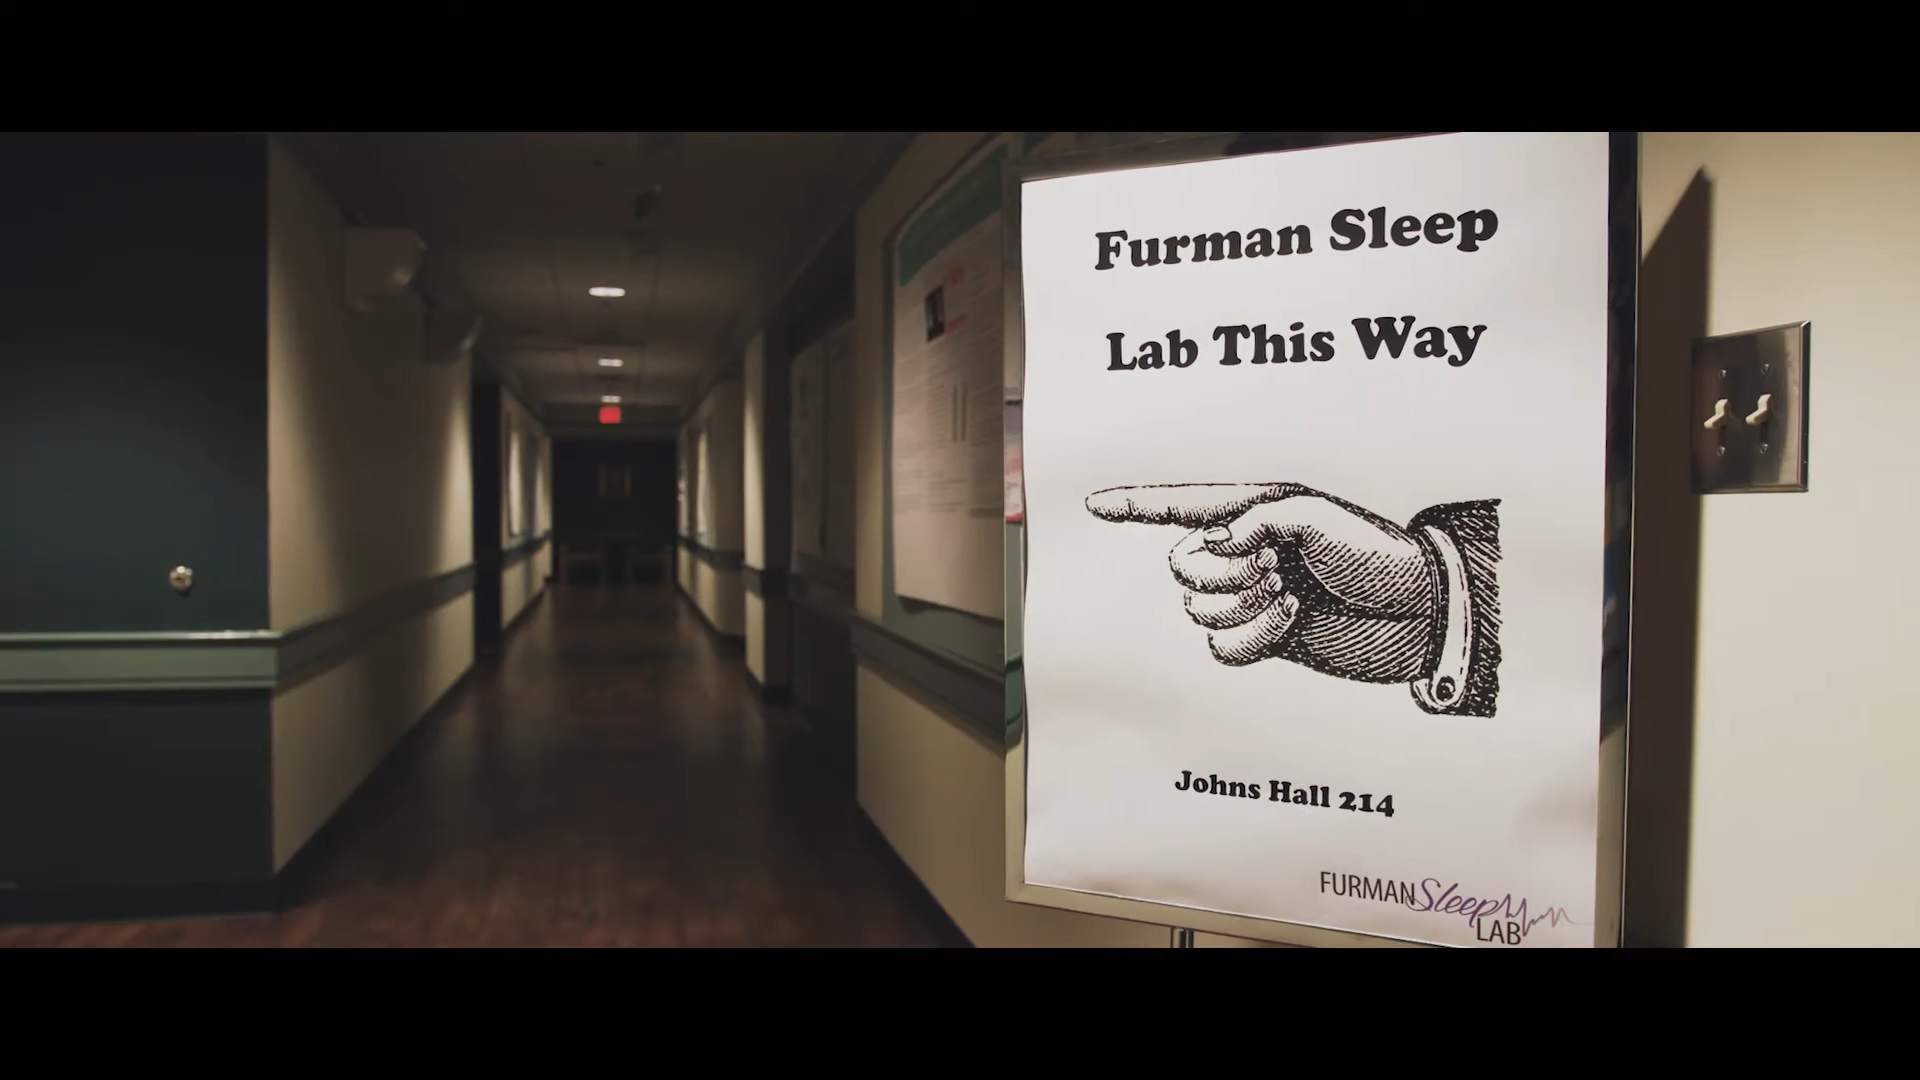 Furman Sleep
Lab This Way
Johns Hall 214
FURMAN Sleep
LAB